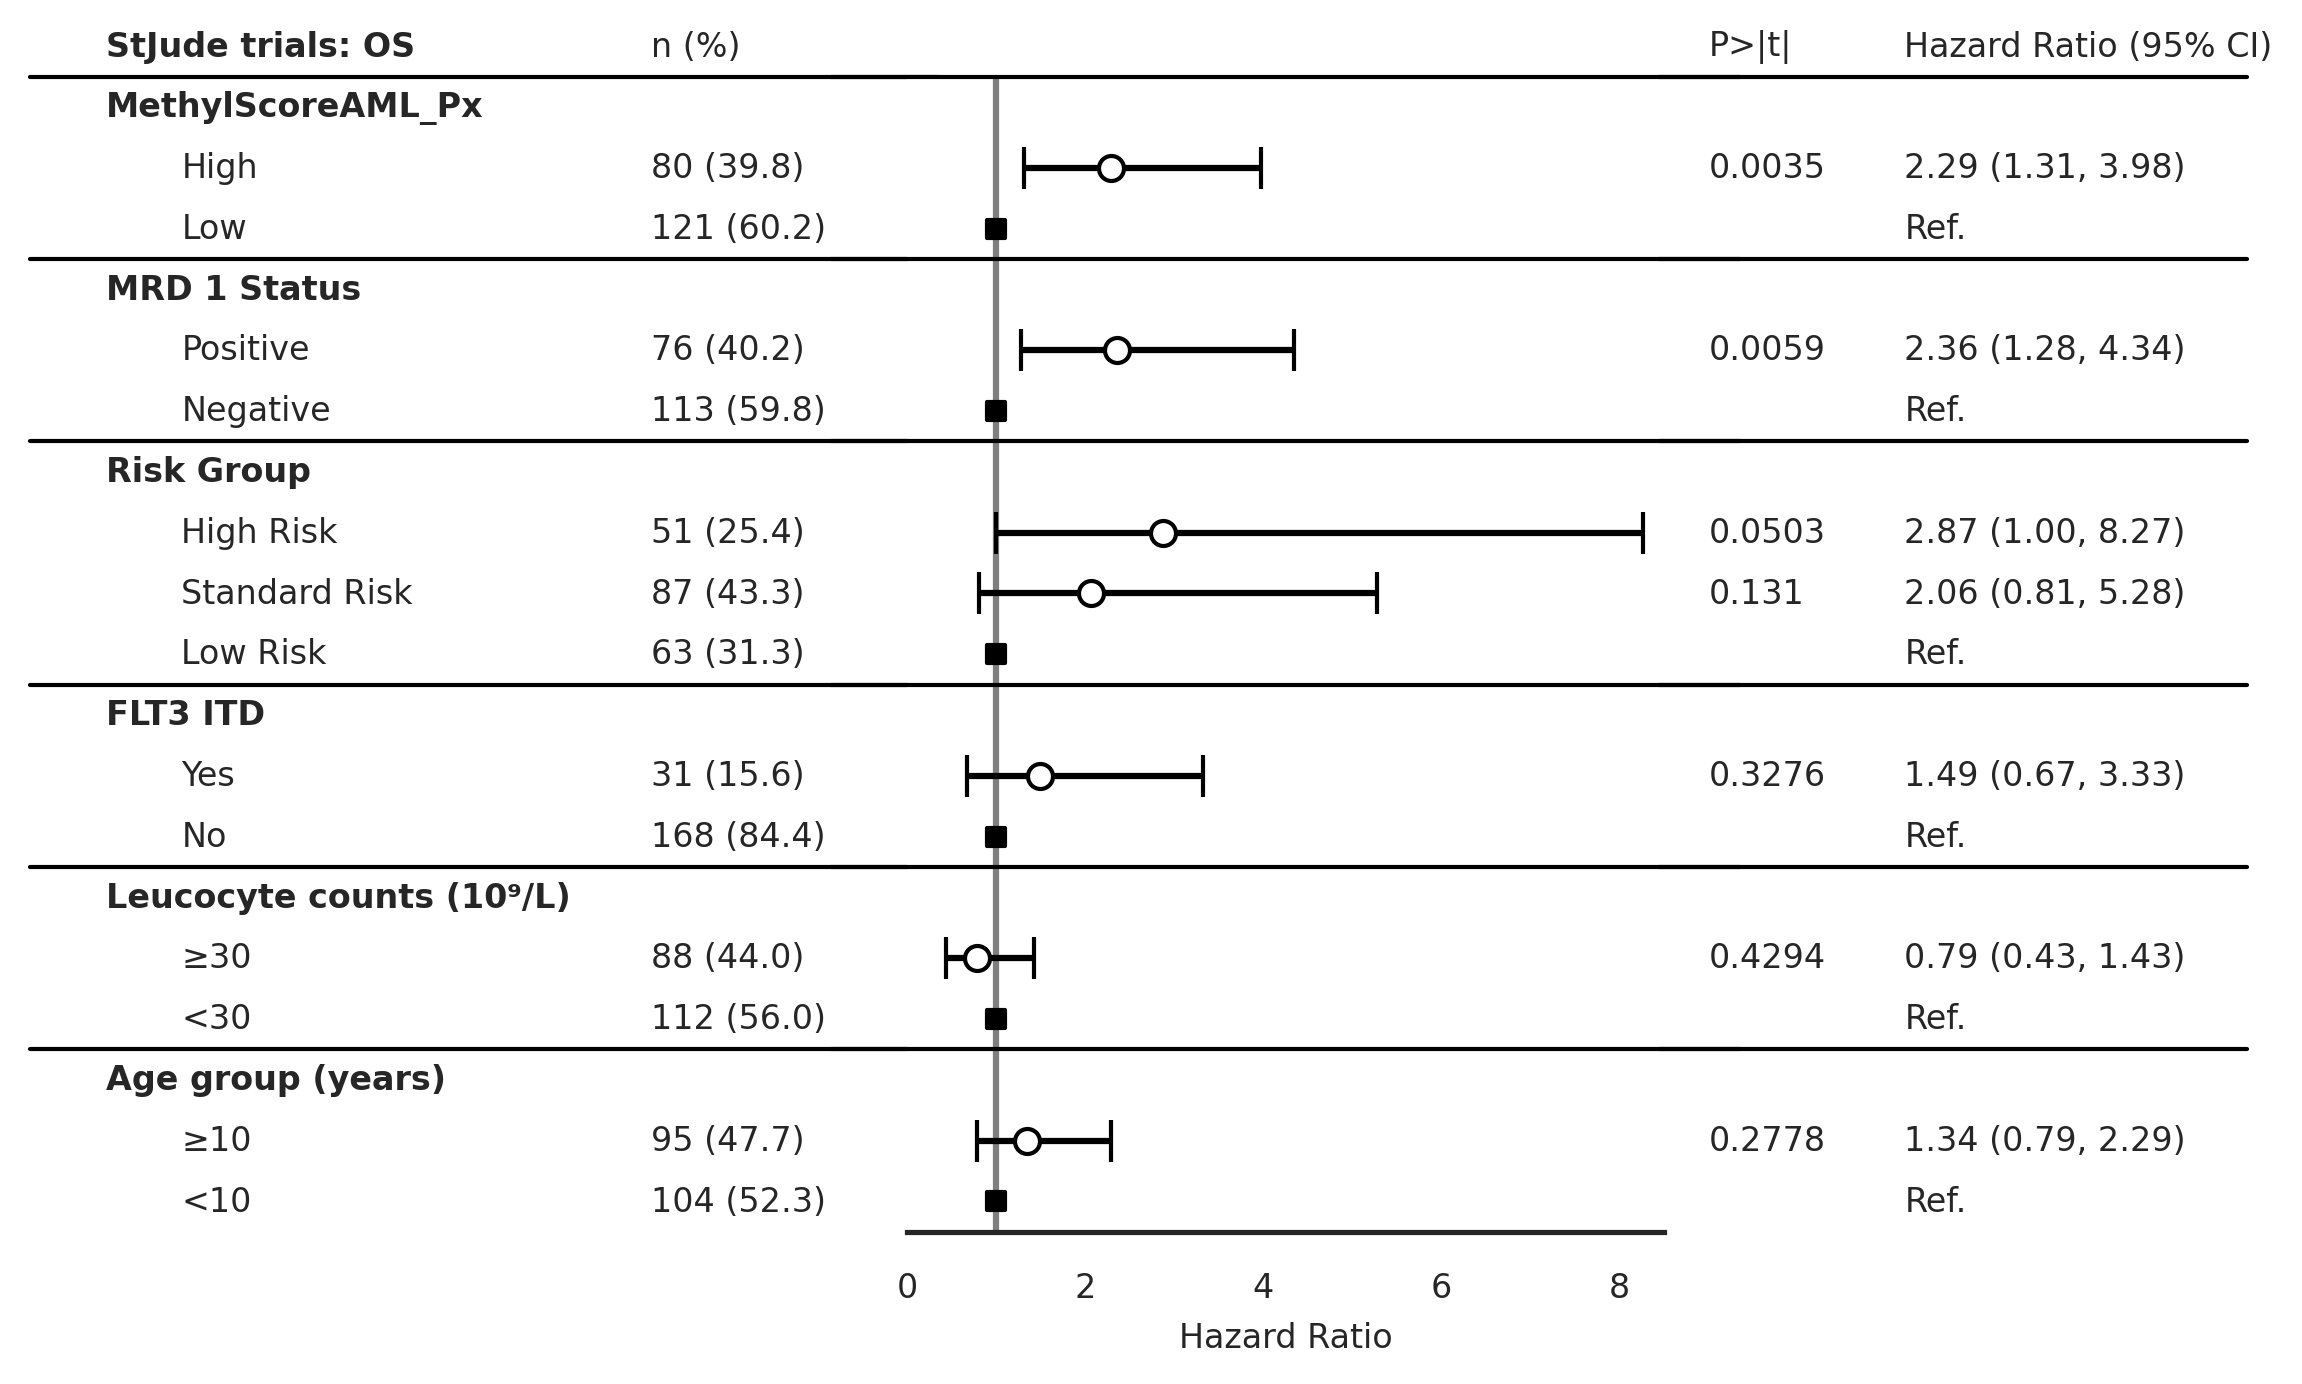 StJude trials: OS n (%) P>|t| Hazard Ratio (95% CI)
MethylScoreAML_Px
High 80 (39.8) 0.0035 2.29 (1.31, 3.98)
Low 121 (60.2) Ref.
MRD 1 Status
Positive 76 (40.2) 0.0059 2.36 (1.28, 4.34)
Negative 113 (59.8) Ref.
Risk Group
High Risk 51 (25.4) 0.0503 2.87 (1.00, 8.27)
Standard Risk 87 (43.3) 0.131 2.06 (0.81, 5.28)
Low Risk 63 (31.3) Ref.
FLT3 ITD
Yes 31 (15.6) 0.3276 1.49 (0.67, 3.33)
No 168 (84.4) Ref.
Leucocyte counts (10⁹/L)
≥30 88 (44.0) 0.4294 0.79 (0.43, 1.43)
<30 112 (56.0) Ref.
Age group (years)
≥10 95 (47.7) 0.2778 1.34 (0.79, 2.29)
<10 104 (52.3) Ref.
0 2 4 6 8
Hazard Ratio